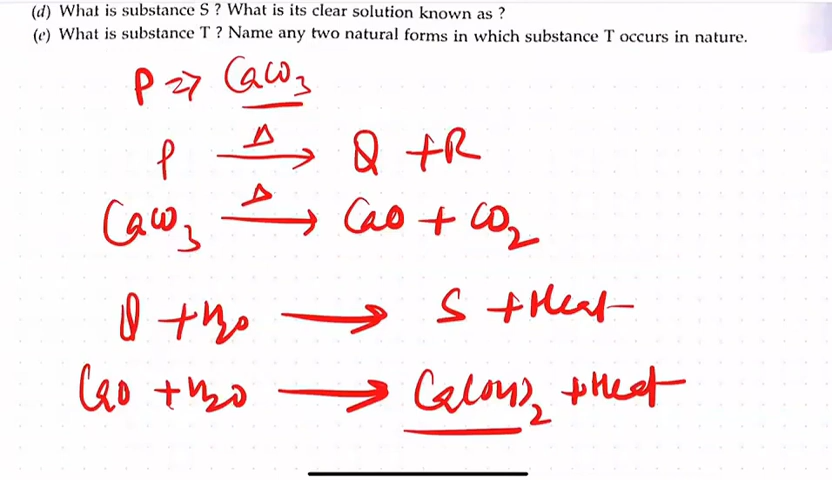 (d) What is substance S ? What is its clear solution known as ?
(e) What is substance T ? Name any two natural forms in which substance T occurs in nature.
P => CaCO3
P Δ→ Q + R
CaCO3 Δ→ CaO + CO2
Q + H2O → S + Heat
CaO + H2O → Ca(OH)2 + Heat